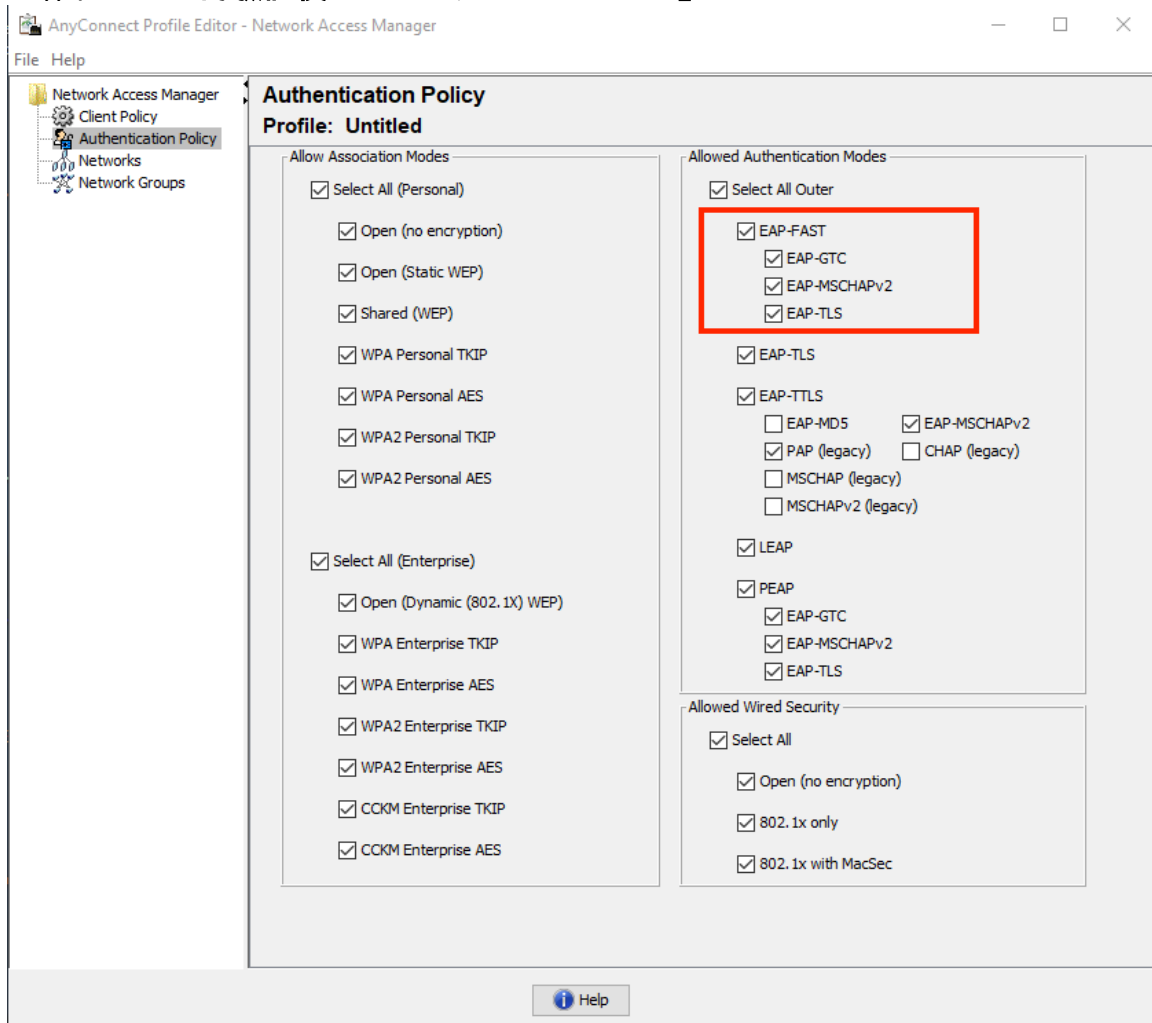 AnyConnect Profile Editor - Network Access Manager
File Help
Network Access Manager
Client Policy
Authentication Policy
Networks
Network Groups
Authentication Policy
Profile: Untitled
Allow Association Modes
Select All (Personal)
Open (no encryption)
Open (Static WEP)
Shared (WEP)
WPA Personal TKIP
WPA Personal AES
WPA2 Personal TKIP
WPA2 Personal AES
Select All (Enterprise)
Open (Dynamic (802.1X) WEP)
WPA Enterprise TKIP
WPA Enterprise AES
WPA2 Enterprise TKIP
WPA2 Enterprise AES
CCKM Enterprise TKIP
CCKM Enterprise AES
Allowed Authentication Modes
Select All Outer
EAP-FAST
EAP-GTC
EAP-MSCHAPv2
EAP-TLS
EAP-TLS
EAP-TTLS
EAP-MD5 EAP-MSCHAPv2
PAP (legacy) CHAP (legacy)
MSCHAP (legacy)
MSCHAPv2 (legacy)
LEAP
PEAP
EAP-GTC
EAP-MSCHAPv2
EAP-TLS
Allowed Wired Security
Select All
Open (no encryption)
802.1x only
802.1x with MacSec
Help